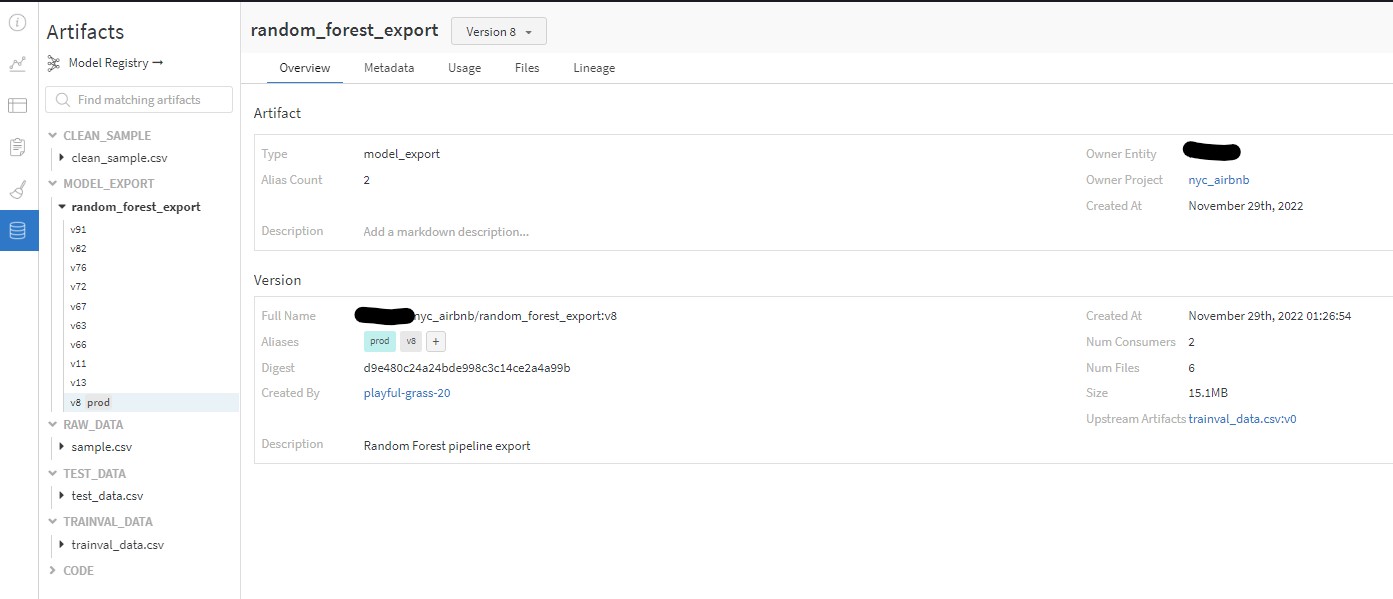 Artifacts
Model Registry →
Find matching artifacts
CLEAN_SAMPLE
clean_sample.csv
MODEL_EXPORT
random_forest_export
v91
v82
v76
v72
v67
v63
v66
v11
v13
v8 prod
RAW_DATA
sample.csv
TEST_DATA
test_data.csv
TRAINVAL_DATA
trainval_data.csv
CODE
random_forest_export Version 8
Overview Metadata Usage Files Lineage
Artifact
Type model_export
Alias Count 2
Description Add a markdown description...
Owner Entity
Owner Project nyc_airbnb
Created At November 29th, 2022
Version
Full Name nyc_airbnb/random_forest_export:v8
Aliases prod v8 +
Digest d9e480c24a24bde998c3c14ce2a4a99b
Created By playful-grass-20
Description Random Forest pipeline export
Created At November 29th, 2022 01:26:54
Num Consumers 2
Num Files 6
Size 15.1MB
Upstream Artifacts trainval_data.csv:v0